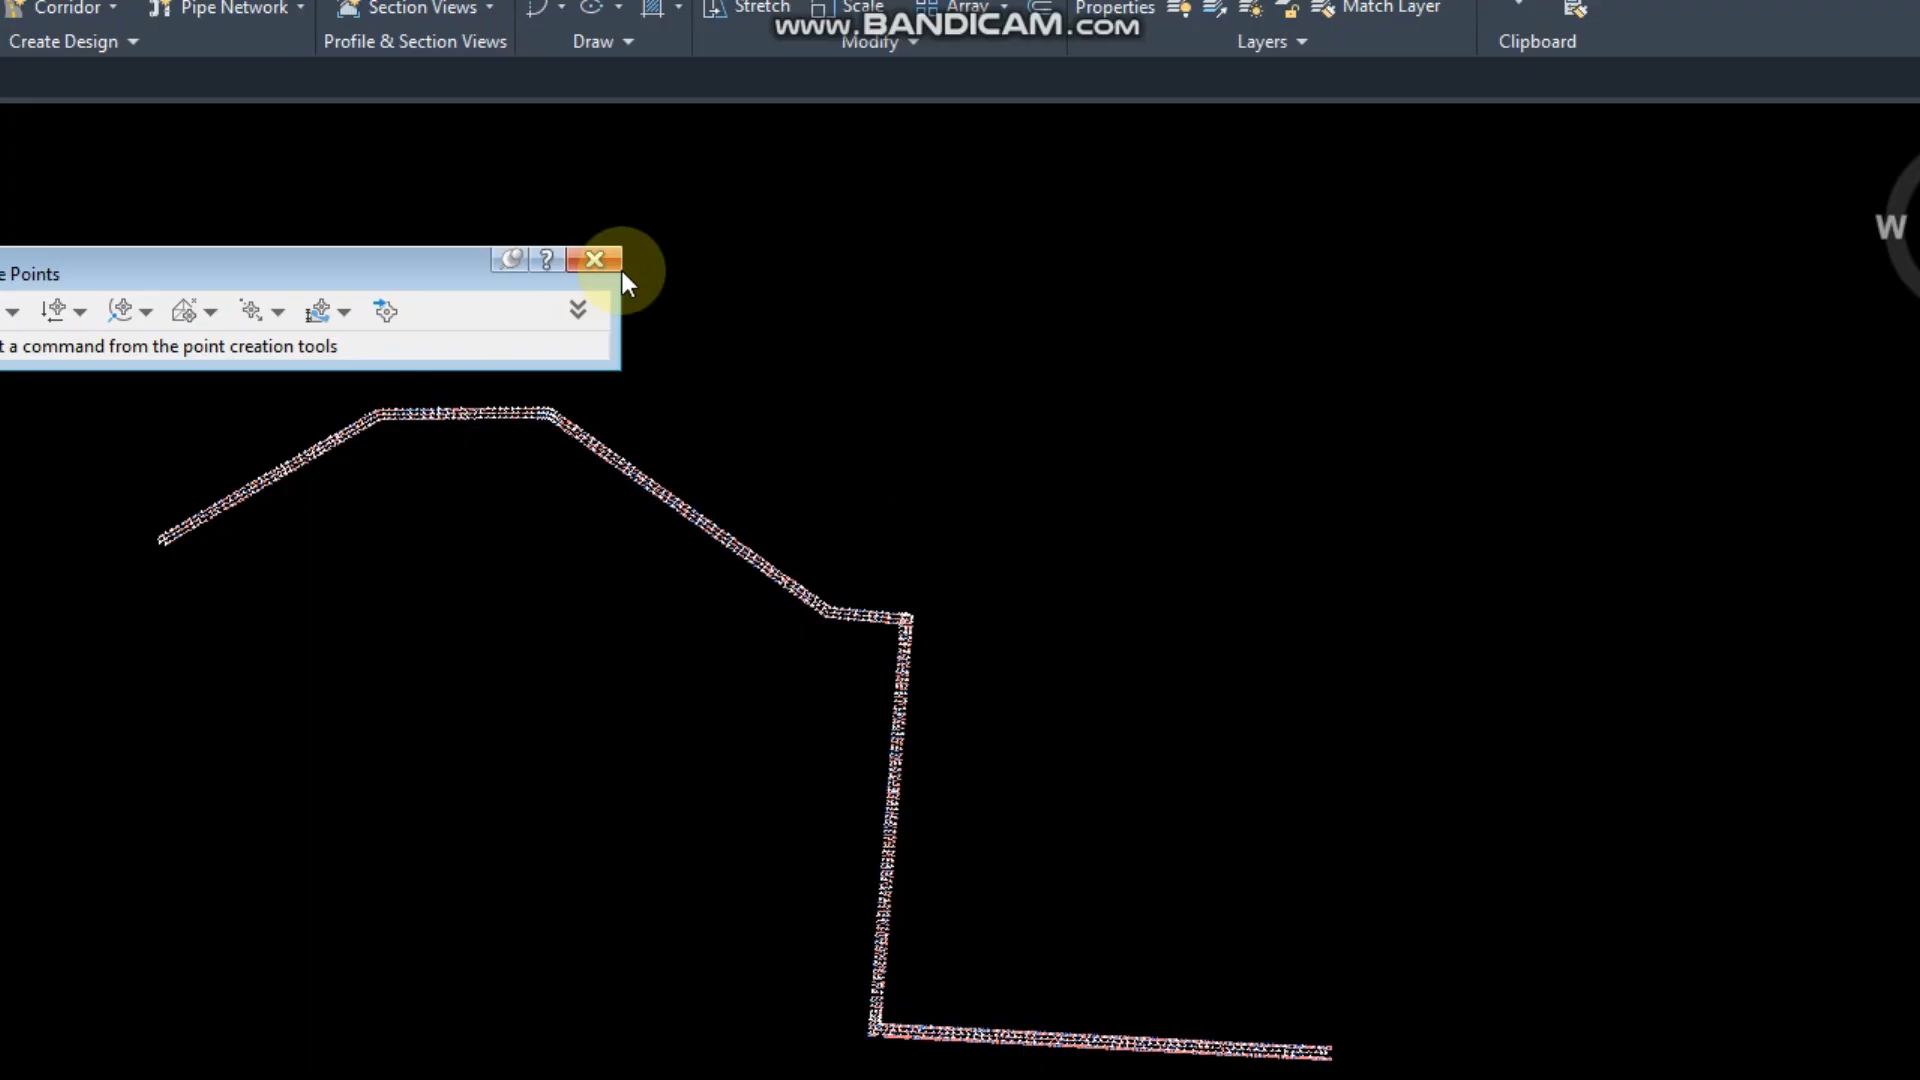 Corridor
Pipe Network
Section Views
Stretch
Scale
Array
Properties
Match Layer
www.BANDICAM.com
Create Design
Profile & Section Views
Draw
Modify
Layers
Clipboard
W
e Points
?
t a command from the point creation tools